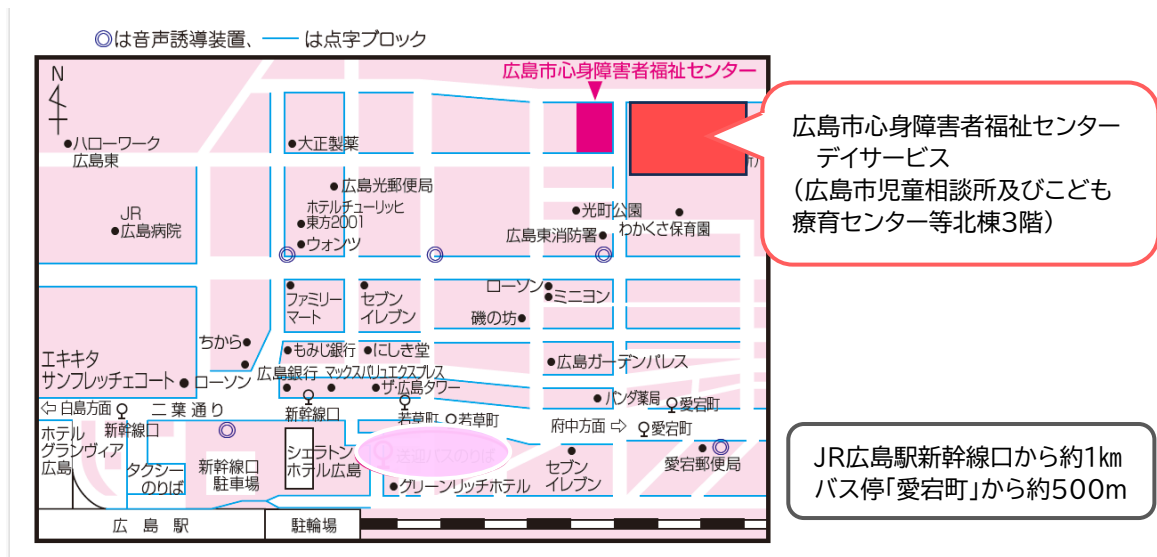 ◎は音声誘導装置、── は点字ブロック
広島市心身障害者福祉センター
N
●ハローワーク
広島東
●大正製薬
●広島光郵便局
ホテルチューリッヒ
●東方2001
●ウォンツ
JR
●広島病院
●光町公園
わかくさ保育園
広島東消防署●
ファミリー
マート
セブン
イレブン
ローソン●
●ミニヨン
磯の坊●
ちから●
●もみじ銀行
●にしき堂
●広島ガーデンパレス
エキキタ
サンフレッチェコート●
ローソン
広島銀行
マックスバリュエクスプレス
●ザ・広島タワー
●パンダ薬局
愛宕町
⇦白島方面
二葉通り
新幹線口
新幹線口
若草町
若草町
府中方面⇨
愛宕町
ホテル
グランヴィア
広島
タクシー
のりば
新幹線口
駐車場
シェラトン
ホテル広島
送迎バスのりば
●グリーンリッチホテル
セブン
イレブン
愛宕郵便局
広島駅
駐輪場
広島市心身障害者福祉センター
デイサービス
(広島市児童相談所及びこども
療育センター等北棟3階)
JR広島駅新幹線口から約1km
バス停「愛宕町」から約500m